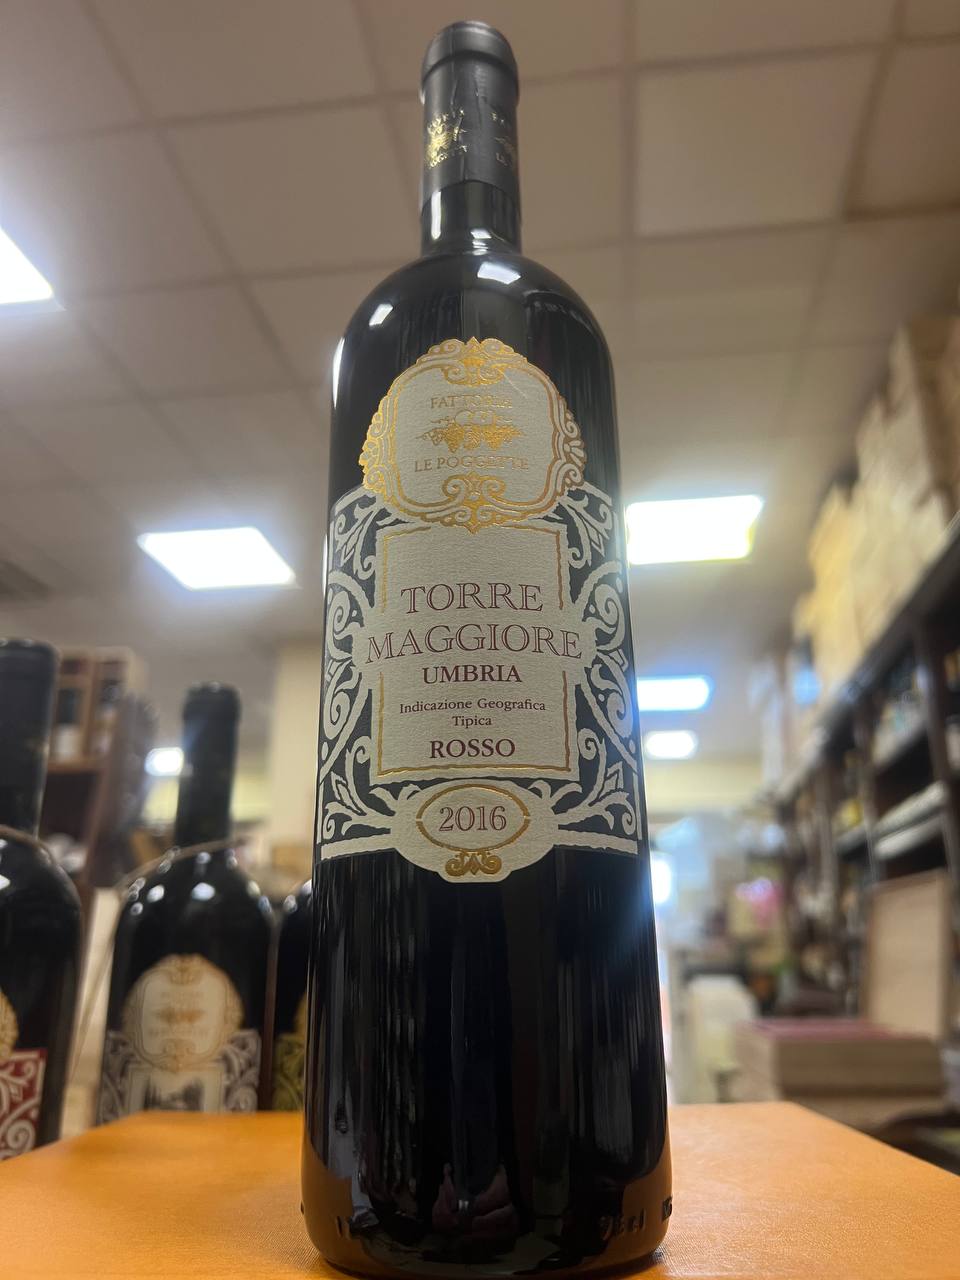 FATTORIA
LE POGGETTE
TORRE
MAGGIORE
UMBRIA
Indicazione Geografica
Tipica
ROSSO
2016